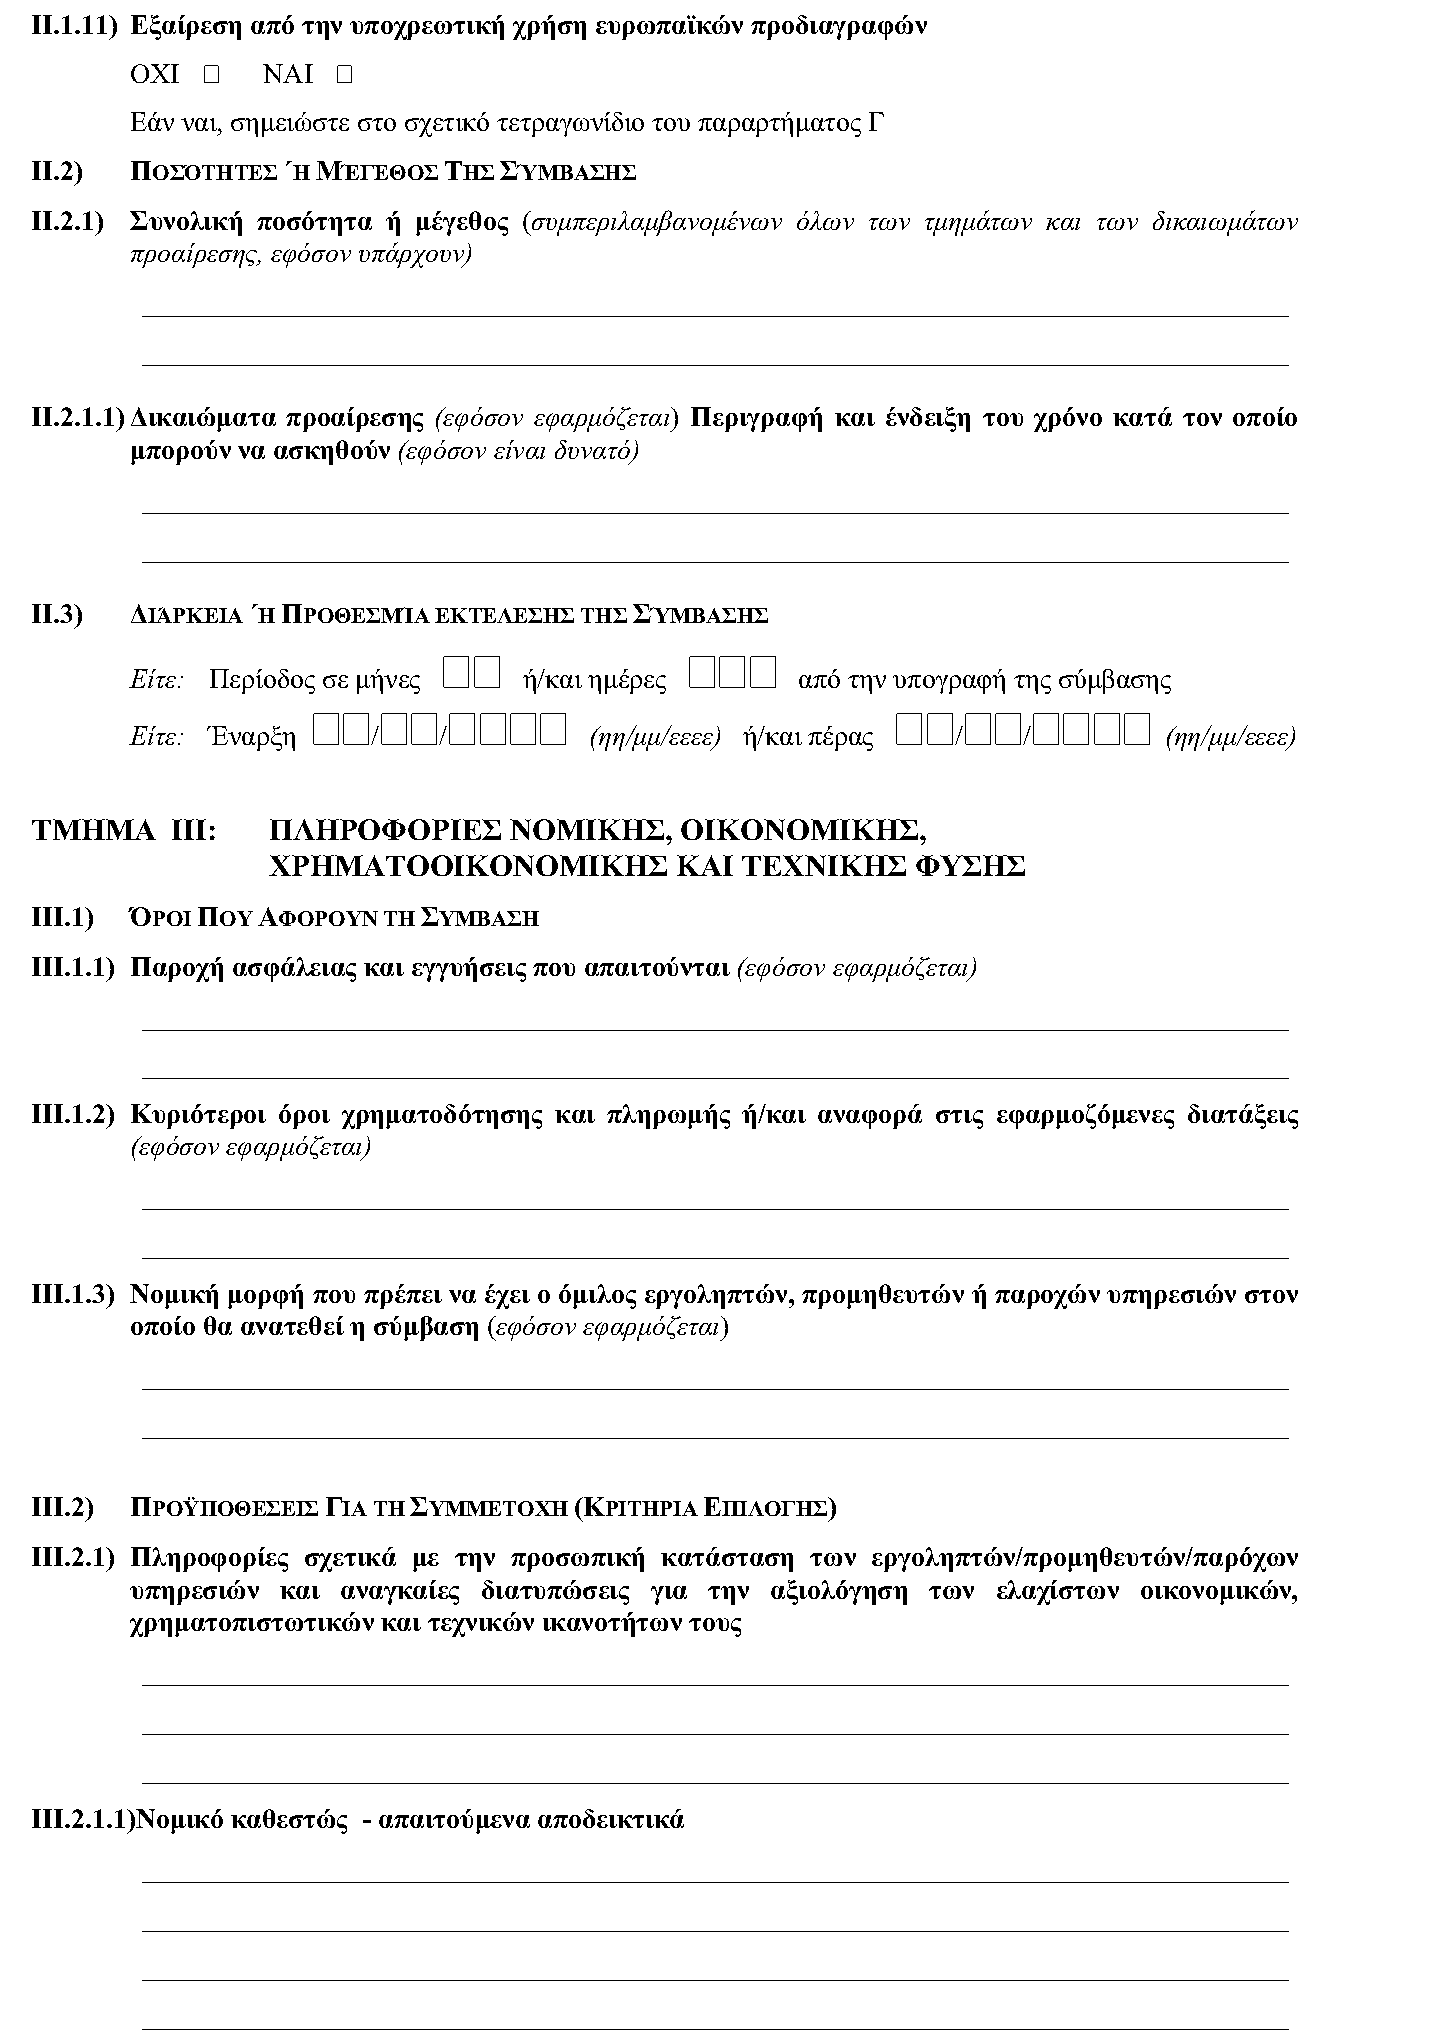 II.1.11) Εξαίρεση από την υποχρεωτική χρήση ευρωπαϊκών προδιαγραφών
ΟΧΙ □ ΝΑΙ □
Εάν ναι, σημειώστε στο σχετικό τετραγωνίδιο του παραρτήματος Γ
II.2) ΠΟΣΌΤΗΤΕΣ ΄Η ΜΈΓΕΘΟΣ ΤΗΣ ΣΎΜΒΑΣΗΣ
II.2.1) Συνολική ποσότητα ή μέγεθος (συμπεριλαμβανομένων όλων των τμημάτων και των δικαιωμάτων
προαίρεσης, εφόσον υπάρχουν)
II.2.1.1) Δικαιώματα προαίρεσης (εφόσον εφαρμόζεται) Περιγραφή και ένδειξη του χρόνο κατά τον οποίο
μπορούν να ασκηθούν (εφόσον είναι δυνατό)
II.3) ΔΙΆΡΚΕΙΑ ΄Η ΠΡΟΘΕΣΜΊΑ ΕΚΤΕΛΕΣΗΣ ΤΗΣ ΣΎΜΒΑΣΗΣ
Είτε: Περίοδος σε μήνες □□ ή/και ημέρες □□□ από την υπογραφή της σύμβασης
Είτε: Έναρξη □□/□□/□□□□ (ηη/μμ/εεεε) ή/και πέρας □□/□□/□□□□ (ηη/μμ/εεεε)
ΤΜΗΜΑ III: ΠΛΗΡΟΦΟΡΙΕΣ ΝΟΜΙΚΗΣ, ΟΙΚΟΝΟΜΙΚΗΣ,
ΧΡΗΜΑΤΟΟΙΚΟΝΟΜΙΚΗΣ ΚΑΙ ΤΕΧΝΙΚΗΣ ΦΥΣΗΣ
III.1) ΌΡΟΙ ΠΟΥ ΑΦΟΡΟΥΝ ΤΗ ΣΥΜΒΑΣΗ
III.1.1) Παροχή ασφάλειας και εγγυήσεις που απαιτούνται (εφόσον εφαρμόζεται)
III.1.2) Κυριότεροι όροι χρηματοδότησης και πληρωμής ή/και αναφορά στις εφαρμοζόμενες διατάξεις
(εφόσον εφαρμόζεται)
III.1.3) Νομική μορφή που πρέπει να έχει ο όμιλος εργοληπτών, προμηθευτών ή παροχών υπηρεσιών στον
οποίο θα ανατεθεί η σύμβαση (εφόσον εφαρμόζεται)
III.2) ΠΡΟΫΠΟΘΕΣΕΙΣ ΓΙΑ ΤΗ ΣΥΜΜΕΤΟΧΗ (ΚΡΙΤΗΡΙΑ ΕΠΙΛΟΓΗΣ)
III.2.1) Πληροφορίες σχετικά με την προσωπική κατάσταση των εργοληπτών/προμηθευτών/παρόχων
υπηρεσιών και αναγκαίες διατυπώσεις για την αξιολόγηση των ελαχίστων οικονομικών,
χρηματοπιστωτικών και τεχνικών ικανοτήτων τους
III.2.1.1)Νομικό καθεστώς - απαιτούμενα αποδεικτικά